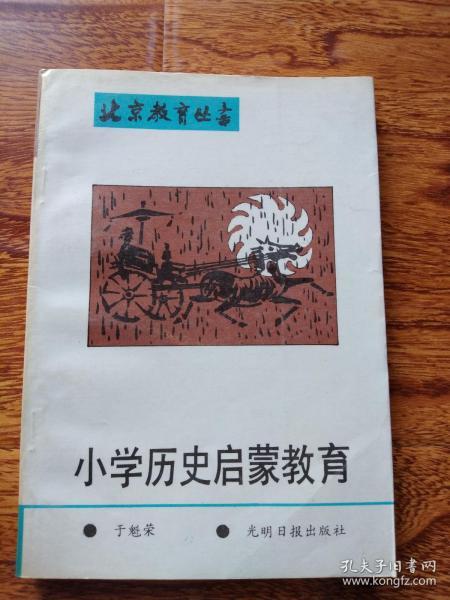 北京教育丛书
小学历史启蒙教育
● 于魁荣 ● 光明日报出版社
孔夫子旧书网
www.kongfz.com